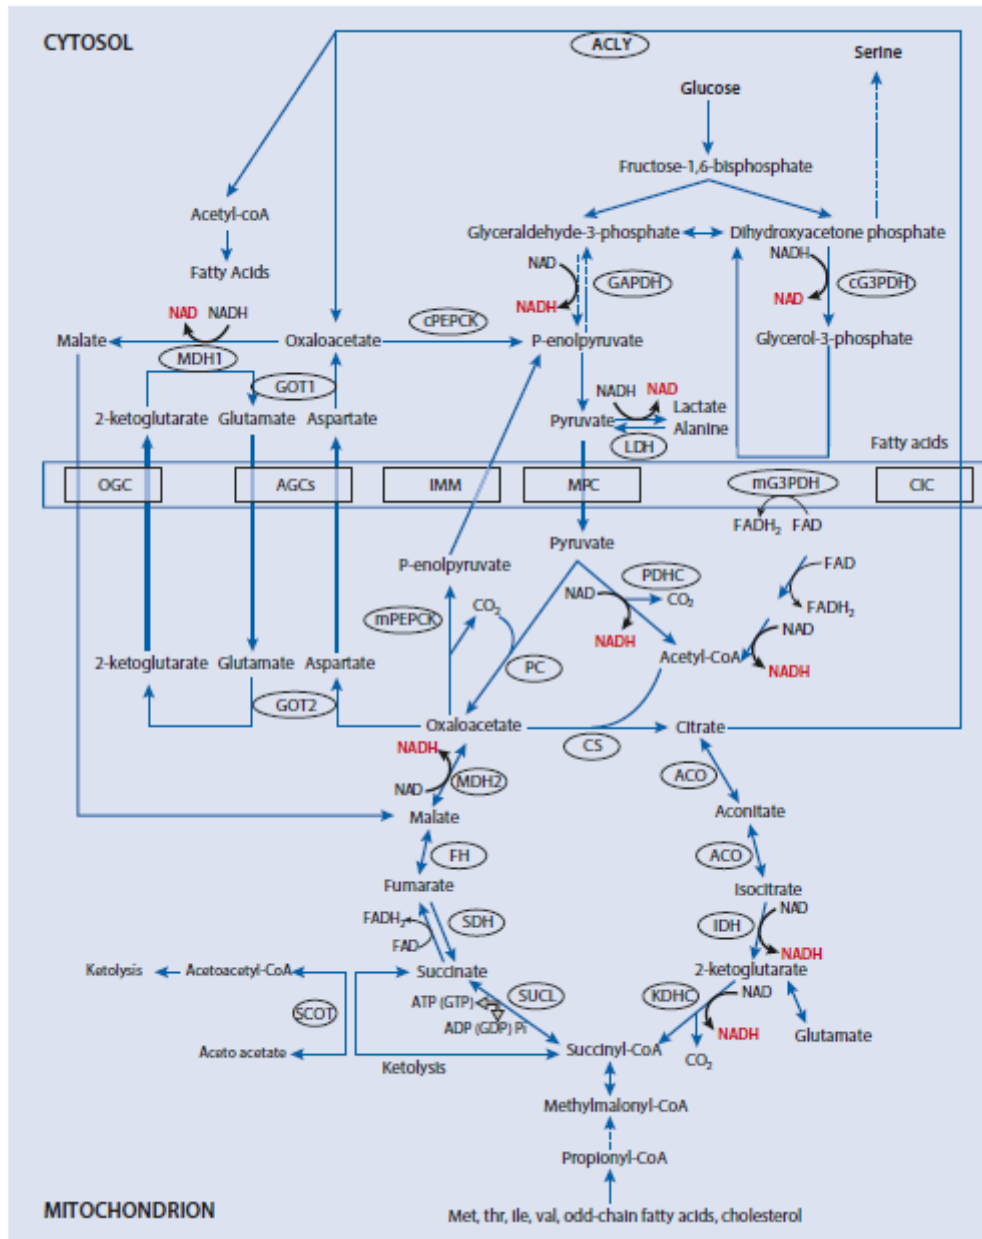 CYTOSOL
ACLY
Serine
Glucose
Fructose-1,6-bisphosphate
Acetyl-coA
Glyceraldehyde-3-phosphate
Dihydroxyacetone phosphate
Fatty Acids
NAD
NADH
GAPDH
NADH
NAD
cG3PDH
NAD NADH
Malate
Oxaloacetate
cPEPCK
P-enolpyruvate
Glycerol-3-phosphate
MDH1
GOT1
NADH NAD
2-ketoglutarate Glutamate Aspartate
Pyruvate
Lactate
Alanine
LDH
Fatty acids
OGC
AGCs
IMM
MPC
mG3PDH
CIC
FADH2 FAD
Pyruvate
P-enolpyruvate
PDHC
NAD
CO2
NADH
FAD
FADH2
NAD
NADH
mPEPCK
CO2
PC
Acetyl-CoA
2-ketoglutarate Glutamate Aspartate
GOT2
Oxaloacetate
CS
Citrate
NADH
NAD
MDH2
ACO
Malate
Aconitate
FH
ACO
Fumarate
Isocitrate
FADH2
FAD
SDH
IDH
NAD
NADH
Ketolysis
Acetoacetyl-CoA
Succinate
2-ketoglutarate
SCOT
ATP (GTP)
SUCL
ADP (GDP) Pi
KDHC
NAD
NADH
Glutamate
Aceto acetate
Ketolysis
Succinyl-CoA
CO2
Methylmalonyl-CoA
Propionyl-CoA
MITOCHONDRION
Met, thr, ile, val, odd-chain fatty acids, cholesterol